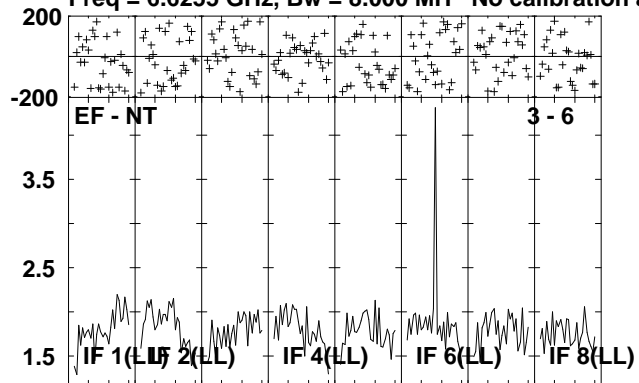 Freq = 6.6255 GHz, Bw = 8.000 MH No calibration a
200
-200
EF - NT 3 - 6
3.5
2.5
1.5
IF 1(LL) IF 2(LL) IF 4(LL) IF 6(LL) IF 8(LL)